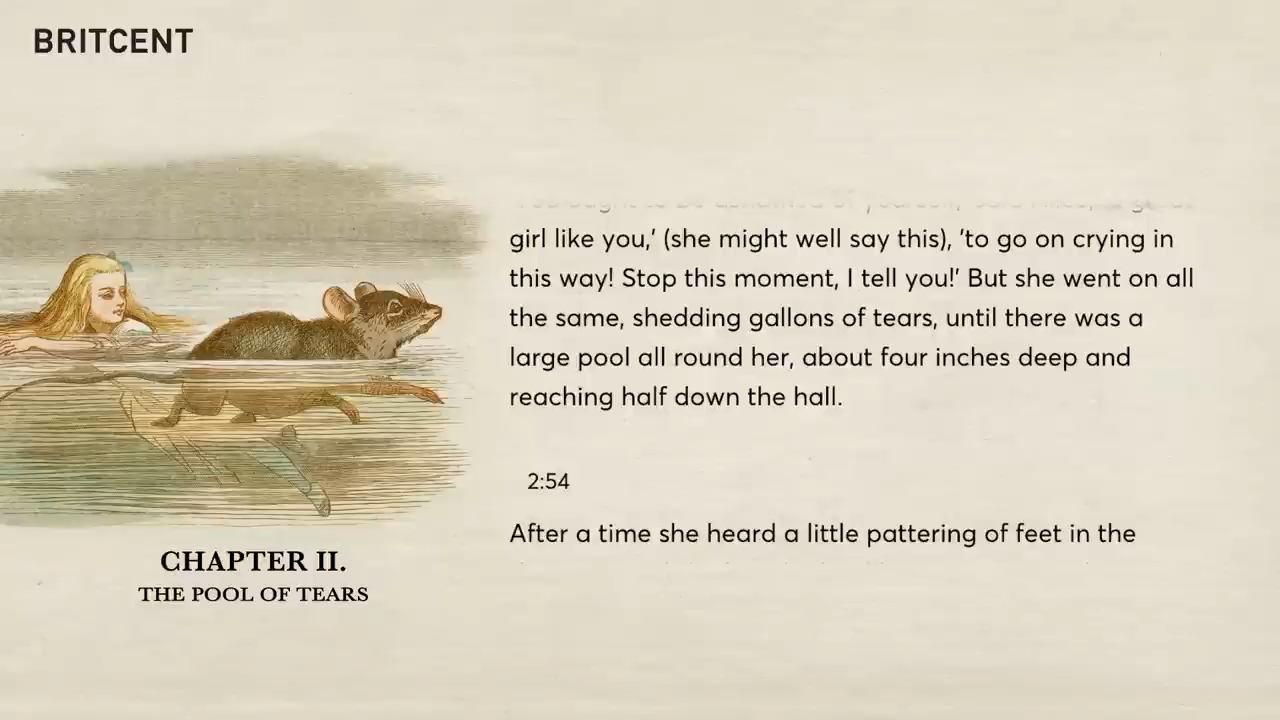 BRITCENT
girl like you,' (she might well say this), 'to go on crying in
this way! Stop this moment, I tell you!' But she went on all
the same, shedding gallons of tears, until there was a
large pool all round her, about four inches deep and
reaching half down the hall.
2:54
After a time she heard a little pattering of feet in the
CHAPTER II.
THE POOL OF TEARS